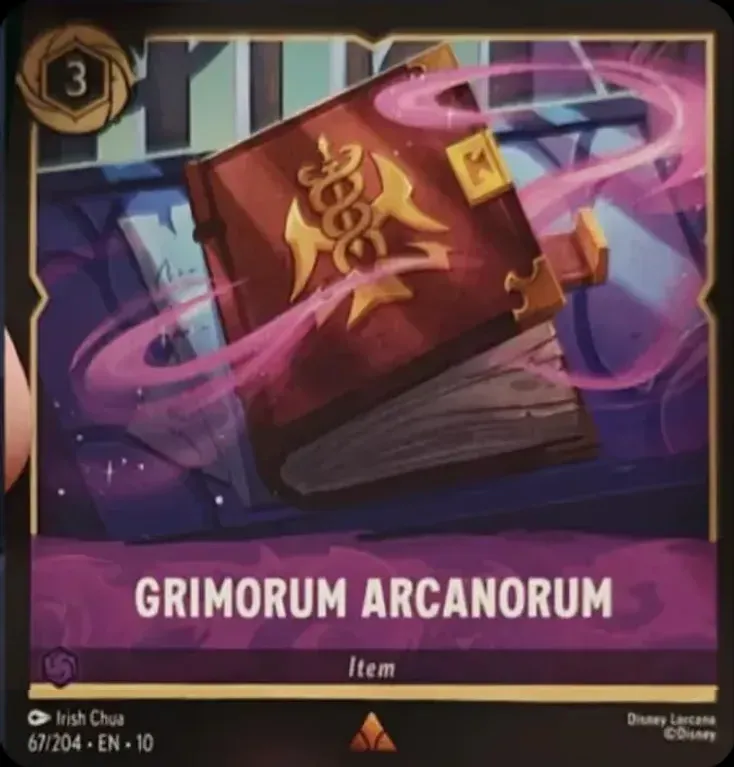 3
GRIMORUM ARCANORUM
Item
Irish Chua
67/204 • EN • 10
Disney Lorcana
©Disney